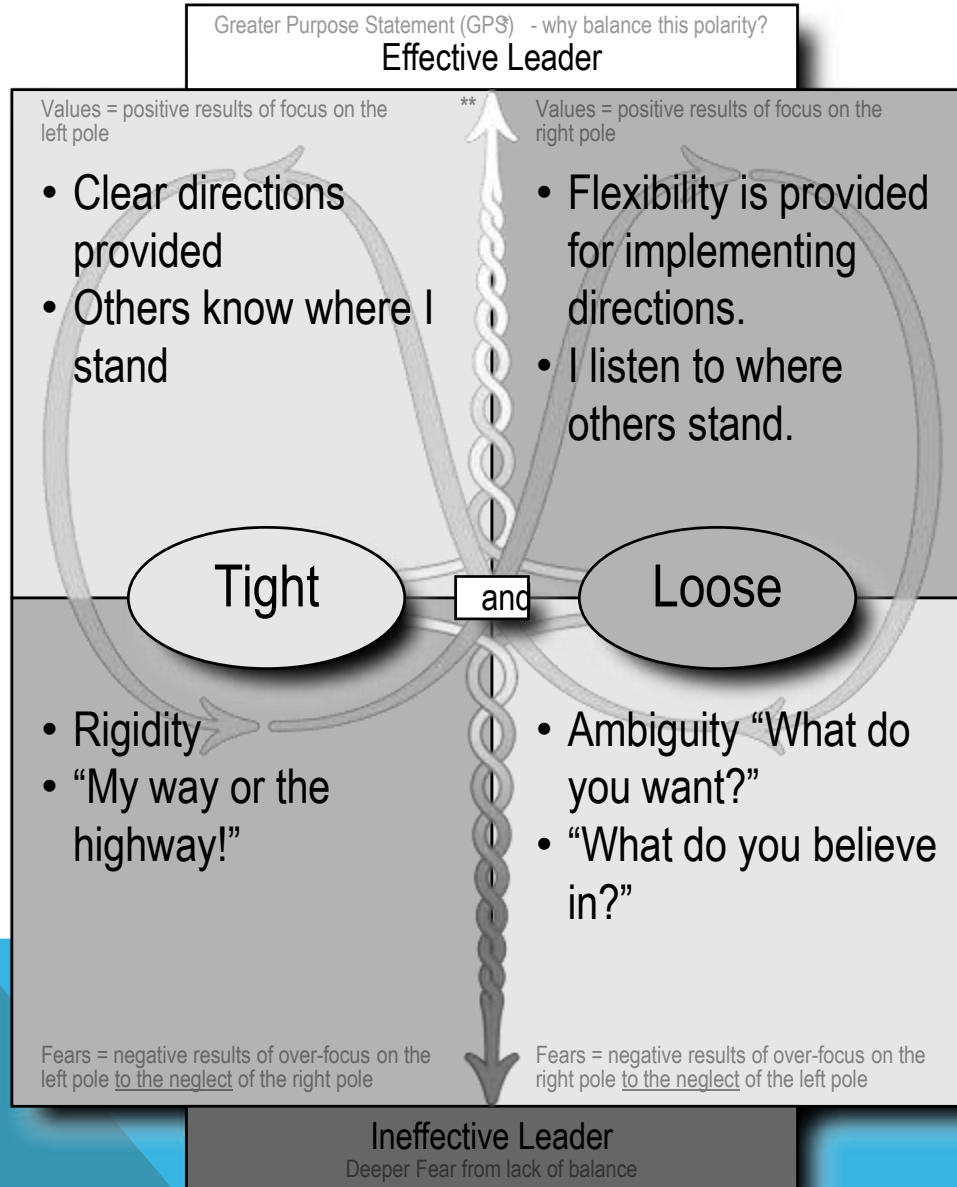 Greater Purpose Statement (GPS*) - why balance this polarity?
Effective Leader
Values = positive results of focus on the
left pole
**
Values = positive results of focus on the
right pole
• Clear directions
provided
• Others know where I
stand
• Flexibility is provided
for implementing
directions.
• I listen to where
others stand.
Tight
and
Loose
• Rigidity
• “My way or the
highway!”
• Ambiguity “What do
you want?”
• “What do you believe
in?”
Fears = negative results of over-focus on the
left pole to the neglect of the right pole
Fears = negative results of over-focus on the
right pole to the neglect of the left pole
Ineffective Leader
Deeper Fear from lack of balance